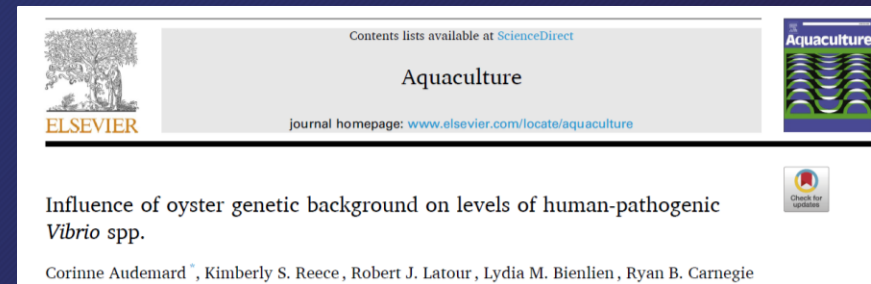 Contents lists available at ScienceDirect
Aquaculture
journal homepage: www.elsevier.com/locate/aquaculture
ELSEVIER
Aquaculture
Check for
updates
Influence of oyster genetic background on levels of human-pathogenic
Vibrio spp.
Corinne Audemard *, Kimberly S. Reece, Robert J. Latour, Lydia M. Bienlien, Ryan B. Carnegie